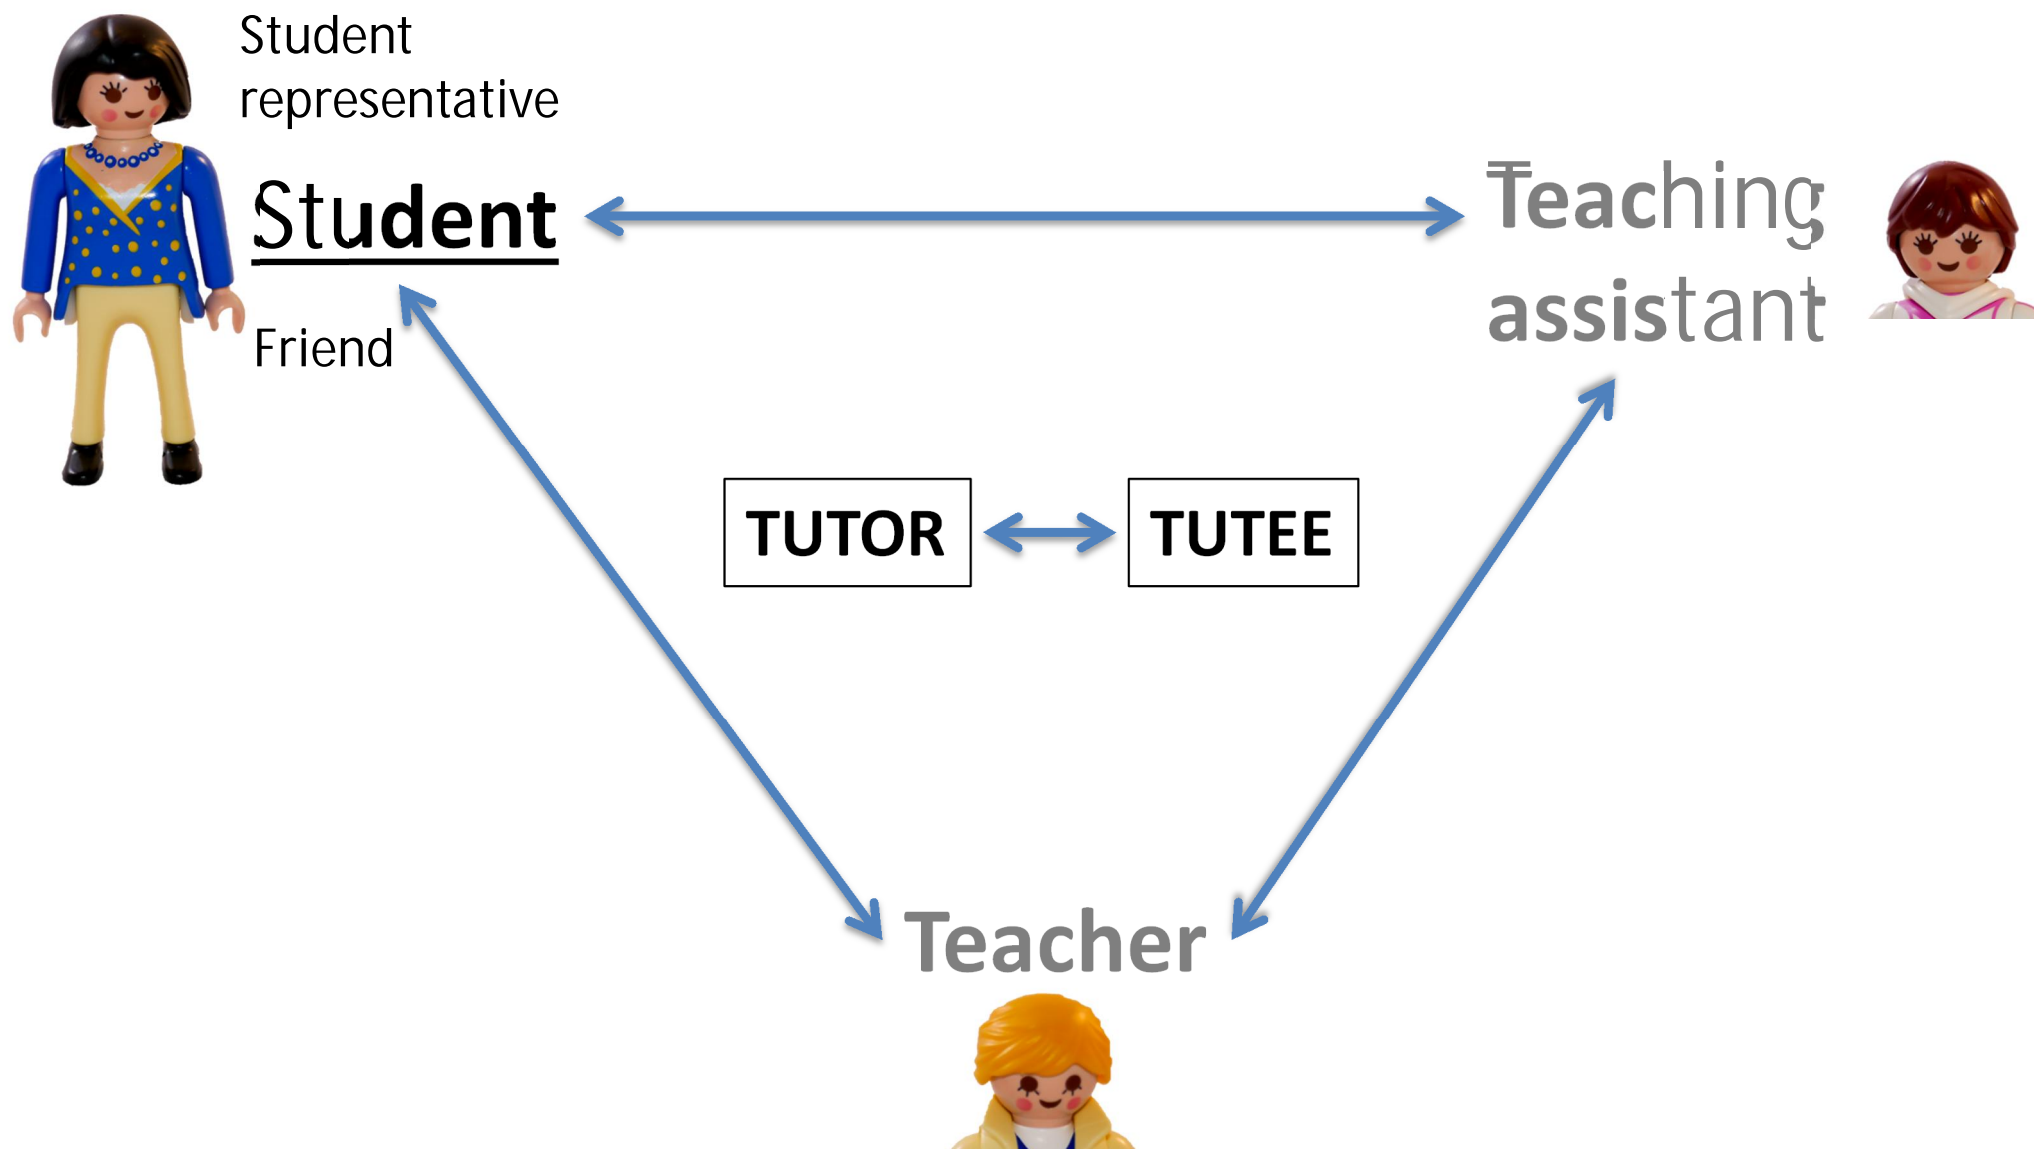 Student
representative
Student
Teaching
assistant
Friend
TUTOR
TUTEE
Teacher